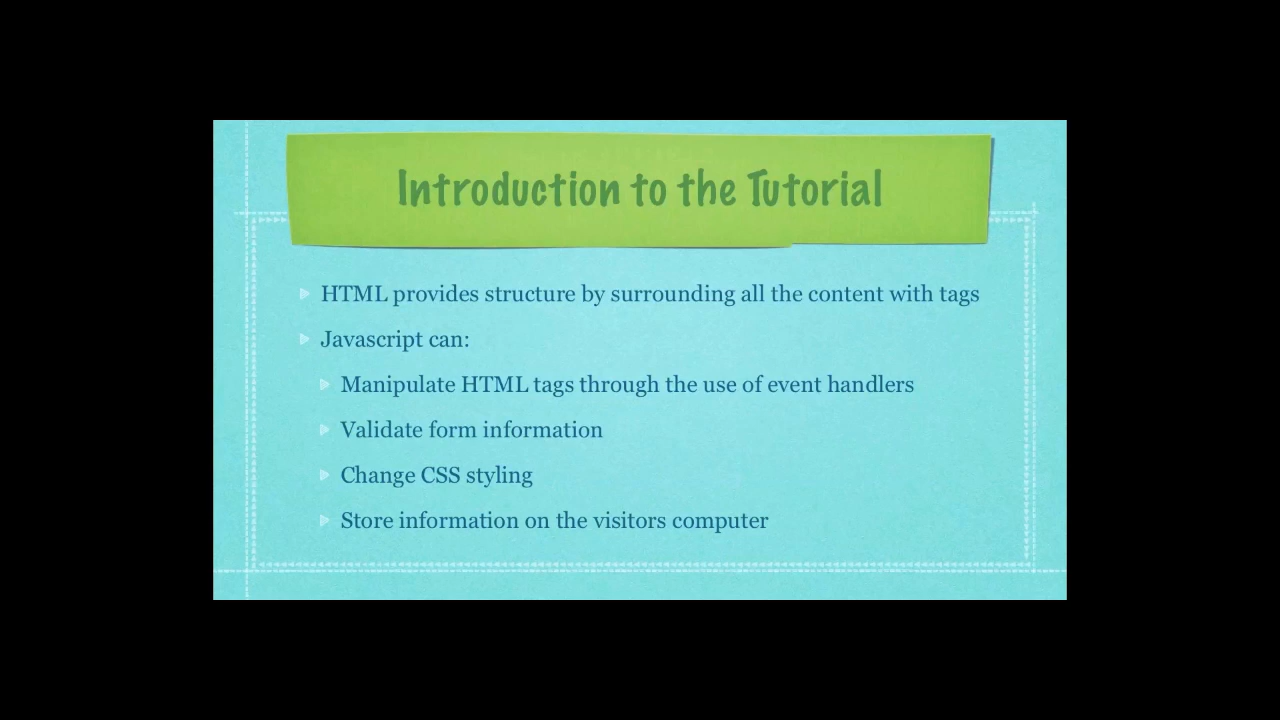 Introduction to the Tutorial
HTML provides structure by surrounding all the content with tags
Javascript can:
Manipulate HTML tags through the use of event handlers
Validate form information
Change CSS styling
Store information on the visitors computer